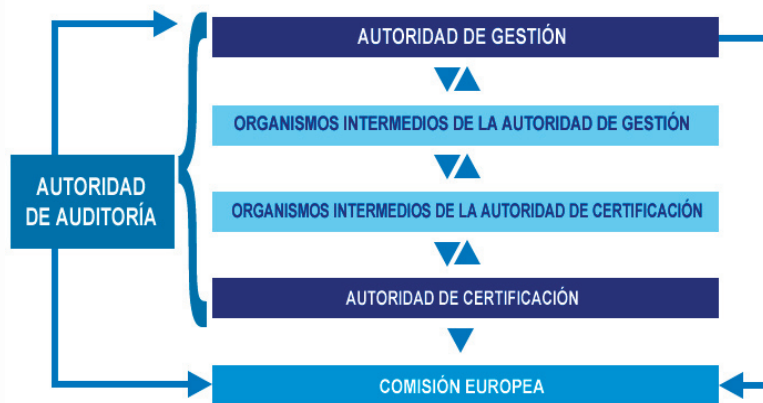 AUTORIDAD DE GESTIÓN
ORGANISMOS INTERMEDIOS DE LA AUTORIDAD DE GESTIÓN
AUTORIDAD
DE AUDITORÍA
ORGANISMOS INTERMEDIOS DE LA AUTORIDAD DE CERTIFICACIÓN
AUTORIDAD DE CERTIFICACIÓN
COMISIÓN EUROPEA